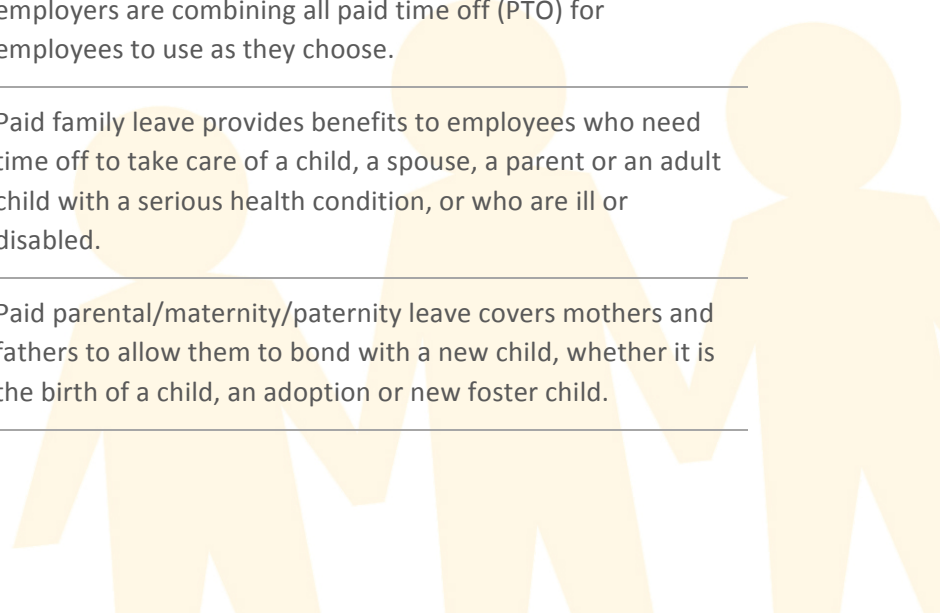 employers are combining all paid time off (PTO) for
employees to use as they choose.
Paid family leave provides benefits to employees who need
time off to take care of a child, a spouse, a parent or an adult
child with a serious health condition, or who are ill or
disabled.
Paid parental/maternity/paternity leave covers mothers and
fathers to allow them to bond with a new child, whether it is
the birth of a child, an adoption or new foster child.